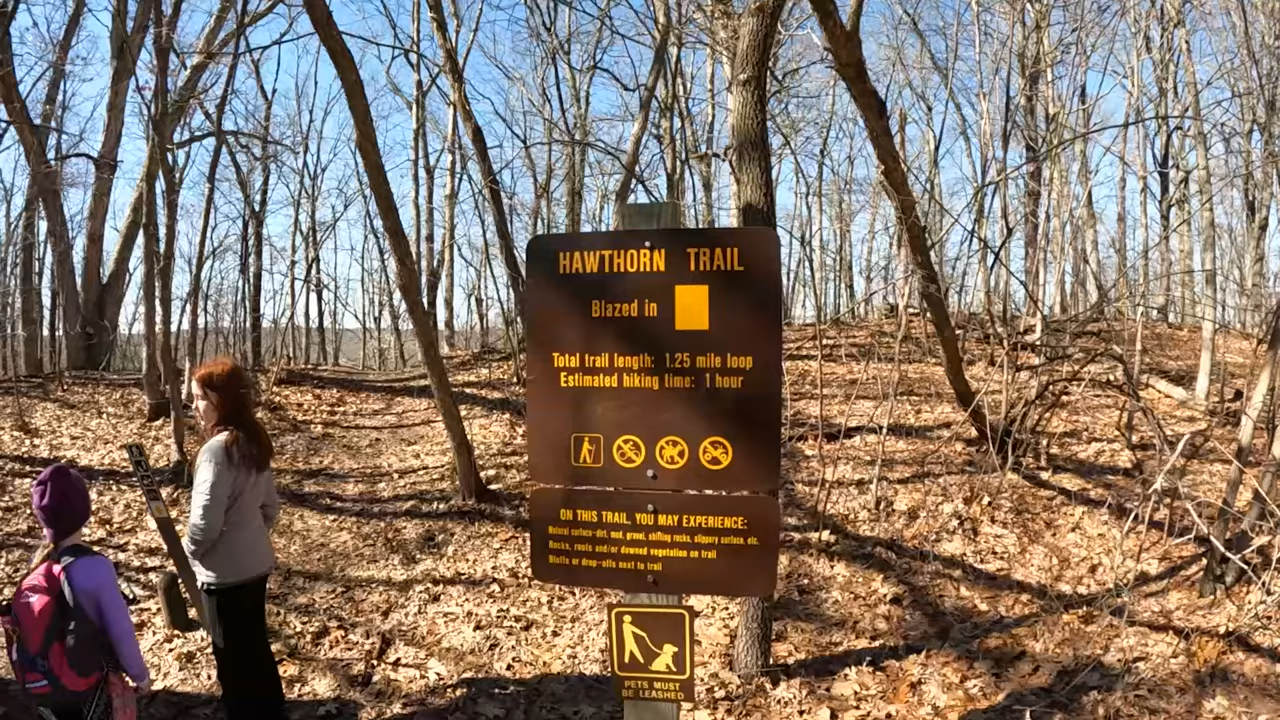 HAWTHORN TRAIL
Blazed in
Total trail length: 1.25 mile loop
Estimated hiking time: 1 hour
ON THIS TRAIL, YOU MAY EXPERIENCE:
Natural surface-dirt, mud, gravel, shifting rocks, slippery surface, etc.
Rocks, roots and/or downed vegetation on trail
Bluffs or drop-offs next to trail
PETS MUST
BE LEASHED